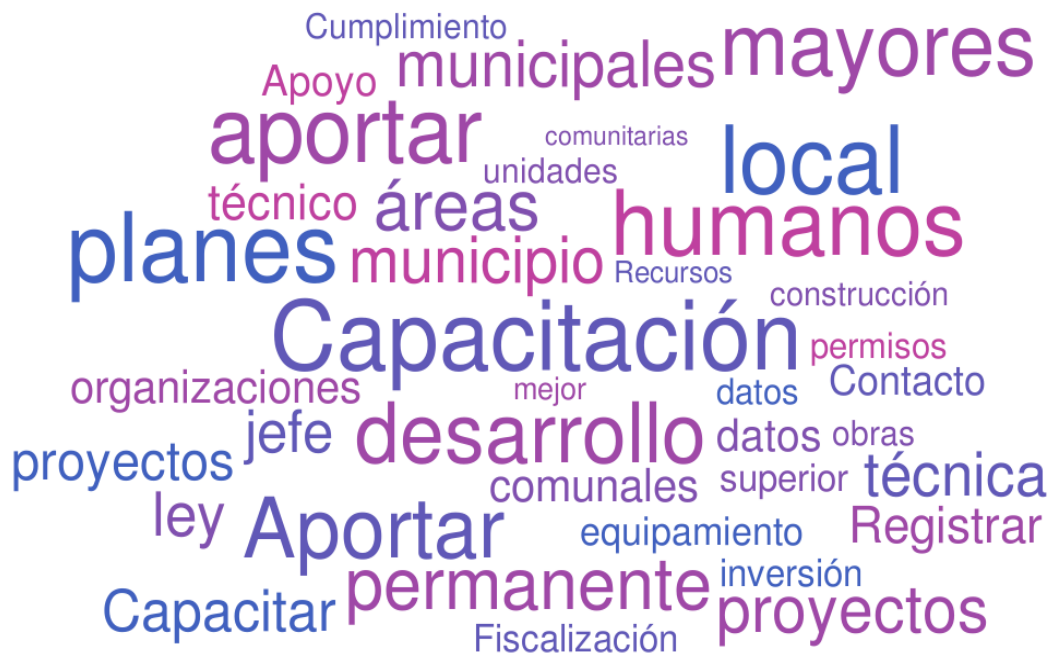 Cumplimiento
municipales
mayores
Apoyo
aportar
comunitarias
local
unidades
técnico
áreas
humanos
planes
municipio
Recursos
construcción
Capacitación
permisos
organizaciones
mejor
datos
Contacto
jefe
desarrollo
datos
obras
proyectos
comunales
superior
técnica
ley
Aportar
equipamiento
Registrar
permanente
inversión
Capacitar
proyectos
Fiscalización